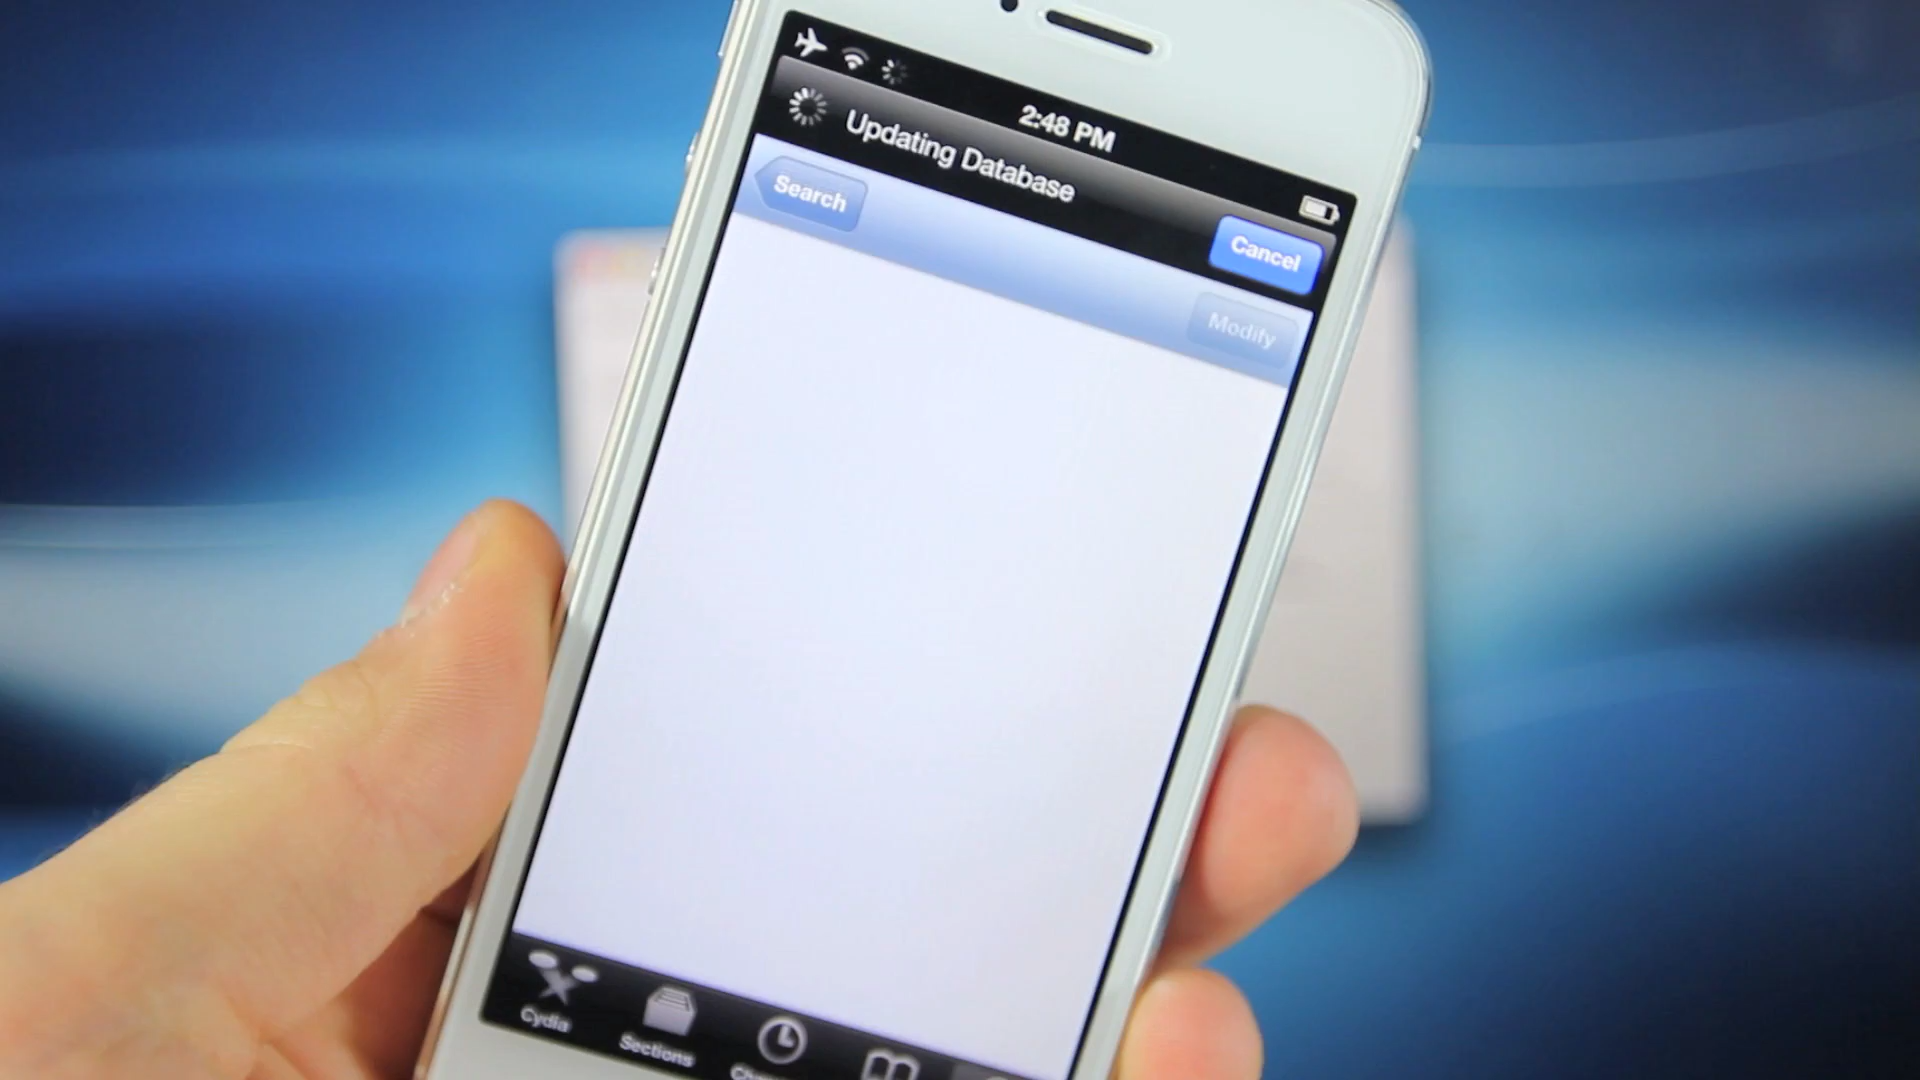 2:48 PM
Updating Database
Cancel
Search
Modify
Cydia
Sections